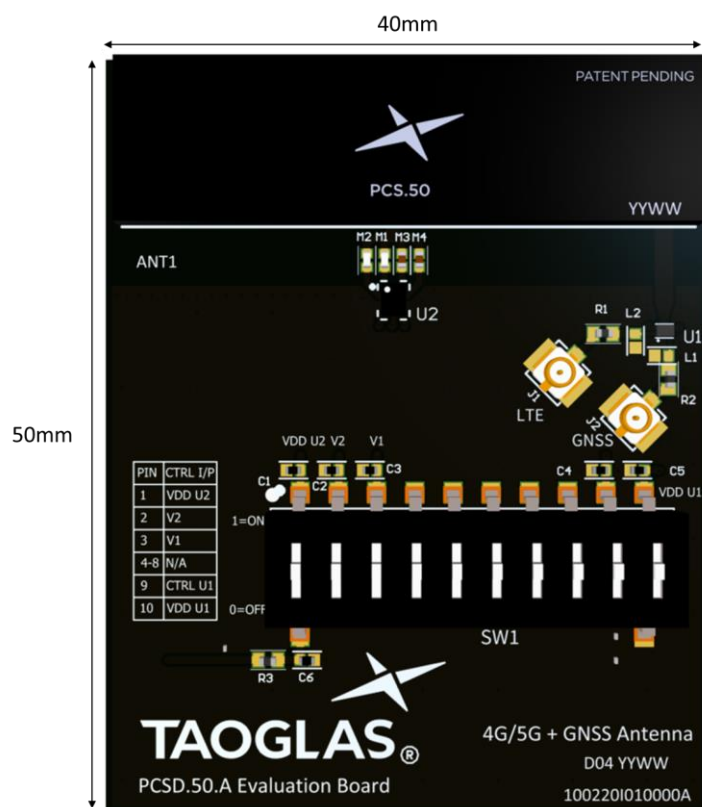 40mm
50mm
PATENT PENDING
PCS.50
YYWW
ANT1
M2 M1 M3 M4
U2
R1
L2
U1
L1
R2
J1
LTE
J2
GNSS
VDD U2 V2 V1
C1
C2
C3
C4
C5
VDD U1
PIN CTRL I/P
1 VDD U2
2 V2
3 V1
4-8 N/A
9 CTRL U1
10 VDD U1
1=ON
0=OFF
SW1
R3 C6
TAOGLAS®
PCSD.50.A Evaluation Board
4G/5G + GNSS Antenna
D04 YYWW
100220I010000A